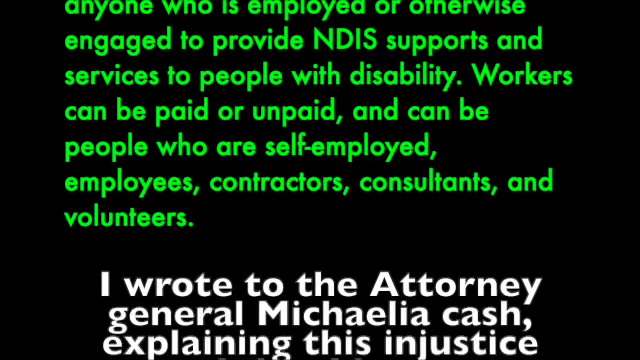 anyone who is employed or otherwise
engaged to provide NDIS supports and
services to people with disability. Workers
can be paid or unpaid, and can be
people who are self-employed,
employees, contractors, consultants, and
volunteers.
I wrote to the Attorney
general Michaelia cash,
explaining this injustice